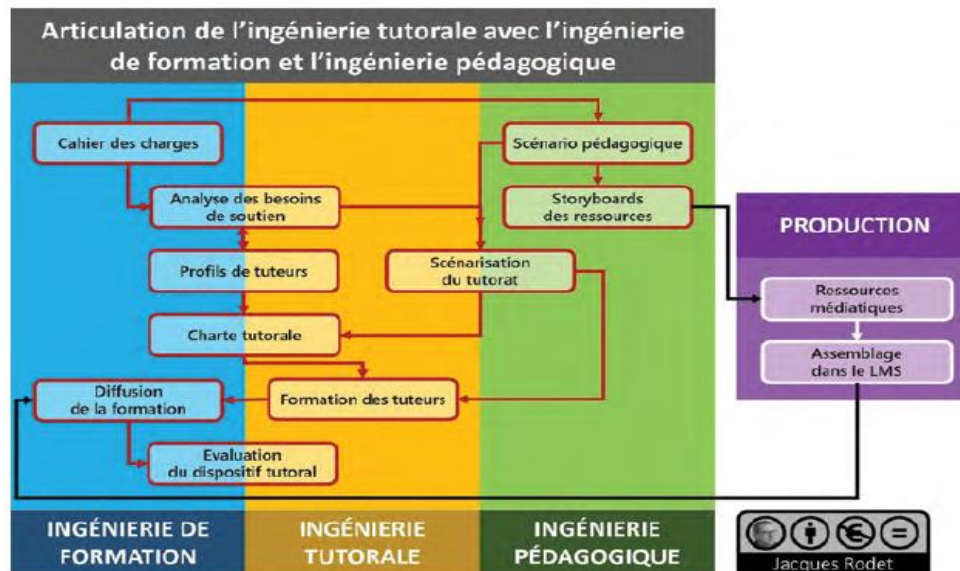 Articulation de l'ingénierie tutorale avec l'ingénierie
de formation et l'ingénierie pédagogique
Cahier des charges
Scénario pédagogique
Analyse des besoins
de soutien
Storyboards
des ressources
PRODUCTION
Profils de tuteurs
Scénarisation
du tutorat
Ressources
médiatiques
Charte tutorale
Assemblage
dans le LMS
Diffusion
de la formation
Formation des tuteurs
Evaluation
du dispositif tutoral
INGÉNIERIE DE
FORMATION
INGÉNIERIE
TUTORALE
INGÉNIERIE
PÉDAGOGIQUE
Jacques Rodet